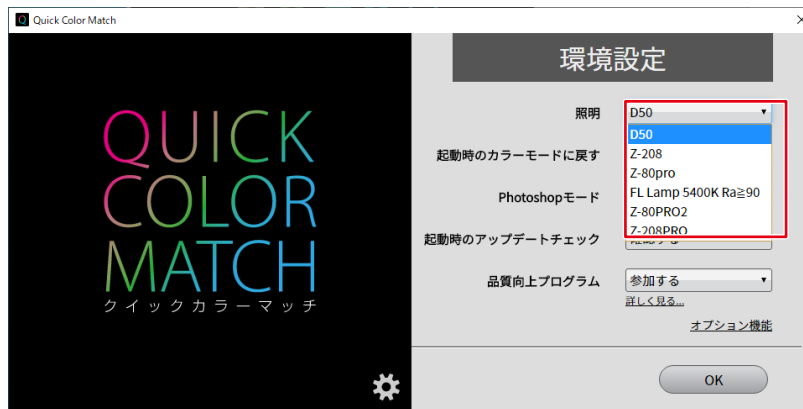 Quick Color Match
QUICK
COLOR
MATCH
クイックカラーマッチ
環境設定
照明
D50
D50
Z-208
Z-80pro
FL Lamp 5400K Ra≧90
Z-80PRO2
Z-208PRO
起動時のカラーモードに戻す
Photoshopモード
起動時のアップデートチェック
品質向上プログラム
参加する
詳しく見る...
オプション機能
OK